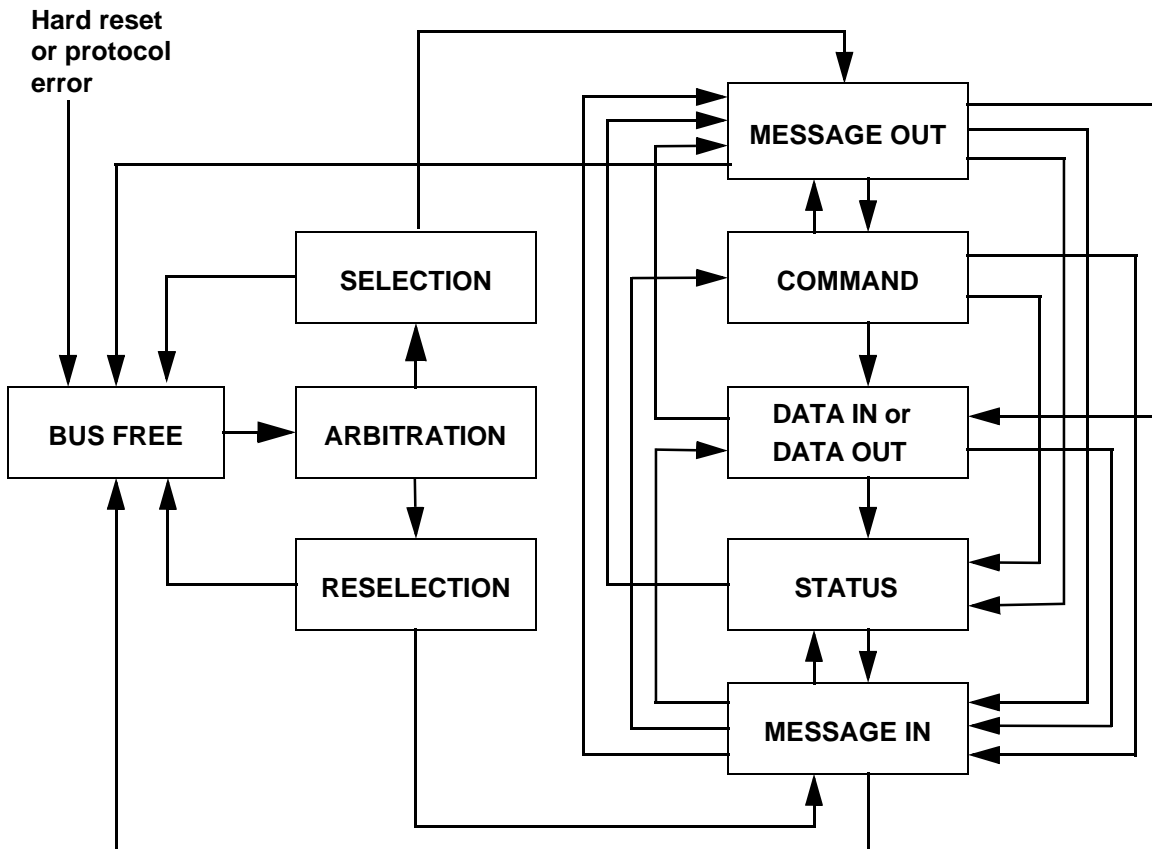 Hard reset
or protocol
error
MESSAGE OUT
SELECTION
COMMAND
BUS FREE
ARBITRATION
DATA IN or
DATA OUT
RESELECTION
STATUS
MESSAGE IN